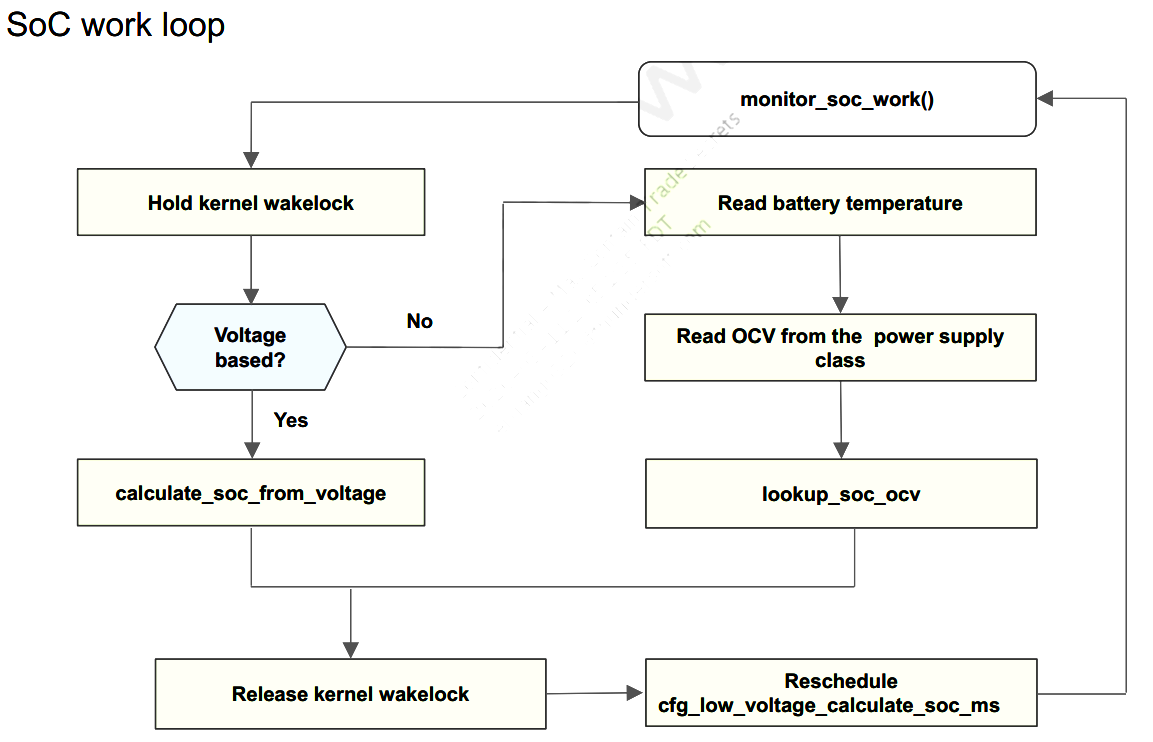 SoC work loop
monitor_soc_work()
Hold kernel wakelock
Voltage
based?
No
Yes
calculate_soc_from_voltage
Read battery temperature
Read OCV from the power supply
class
lookup_soc_ocv
Release kernel wakelock
Reschedule
cfg_low_voltage_calculate_soc_ms